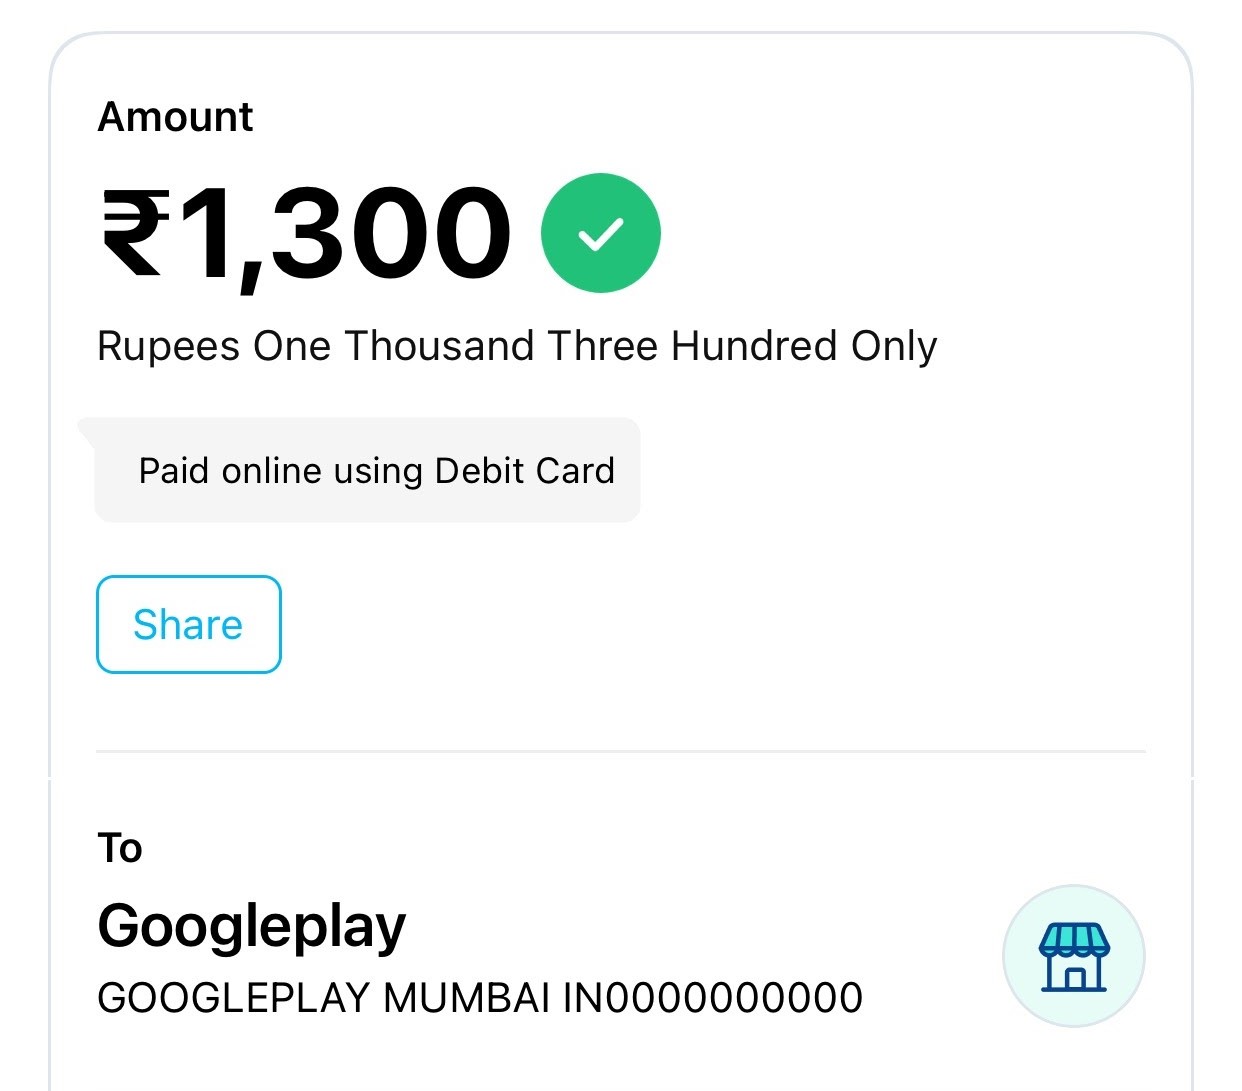 Amount
₹1,300
Rupees One Thousand Three Hundred Only
Paid online using Debit Card
Share
To
Googleplay
GOOGLEPLAY MUMBAI IN0000000000